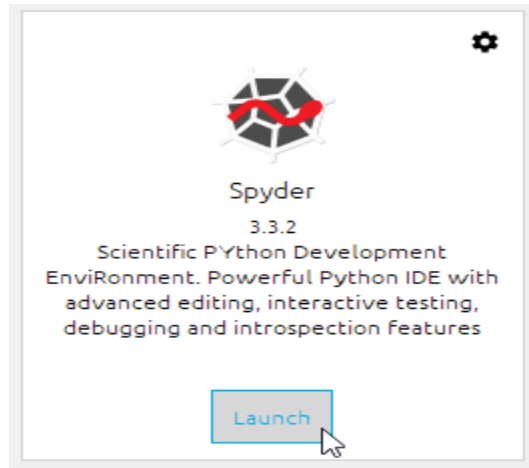 Spyder
3.3.2
Scientific PYthon Development
EnviRonment. Powerful Python IDE with
advanced editing, interactive testing,
debugging and introspection features
Launch